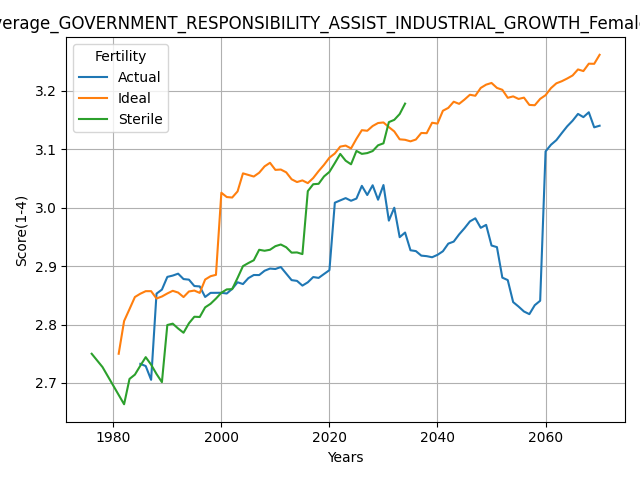 verage_GOVERNMENT_RESPONSIBILITY_ASSIST_INDUSTRIAL_GROWTH_Femal
Fertility
Actual
Ideal
Sterile
Score(1-4)
3.2
3.1
3.0
2.9
2.8
2.7
1980 2000 2020 2040 2060
Years